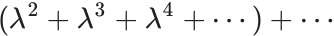 (λ² + λ³ + λ⁴ + ⋯) + ⋯